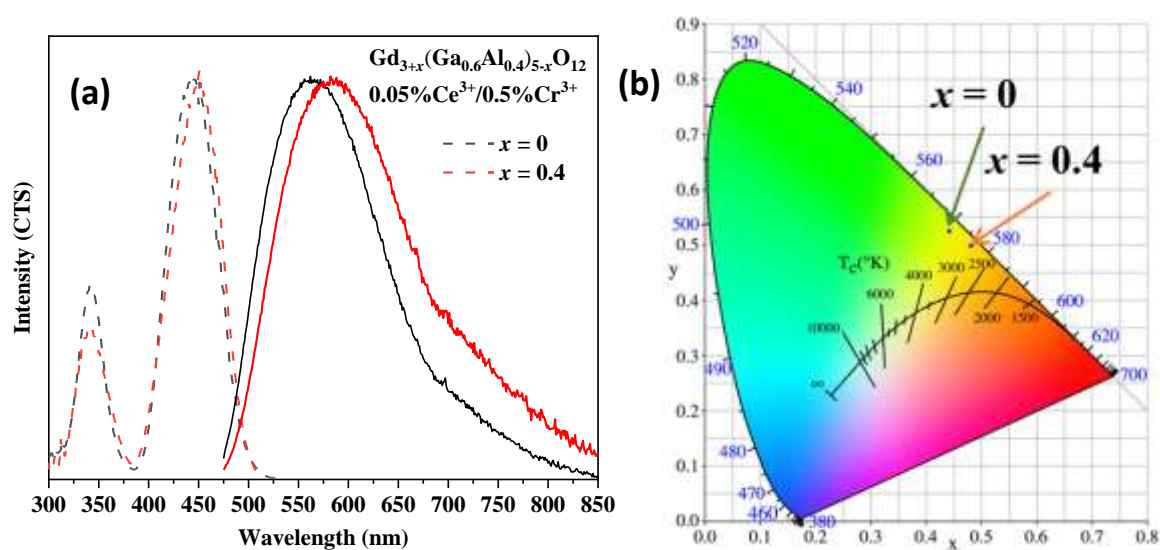 (a)
Gd3+x(Ga0.6Al0.4)5-xO12
0.05%Ce3+/0.5%Cr3+
x = 0
x = 0.4
Intensity (CTS)
300 350 400 450 500 550 600 650 700 750 800 850
Wavelength (nm)
(b)
0.9
0.8
0.7
0.6
0.5
0.4
0.3
0.2
0.1
0.0
y
0.0 0.1 0.2 0.3 0.4 0.5 0.6 0.7 0.8
x
520
540
560
500
580
600
620
700
490
480
470
460
380
x = 0
x = 0.4
TC(°K)
2500
3000
4000
6000
10000
2000
1500
∞